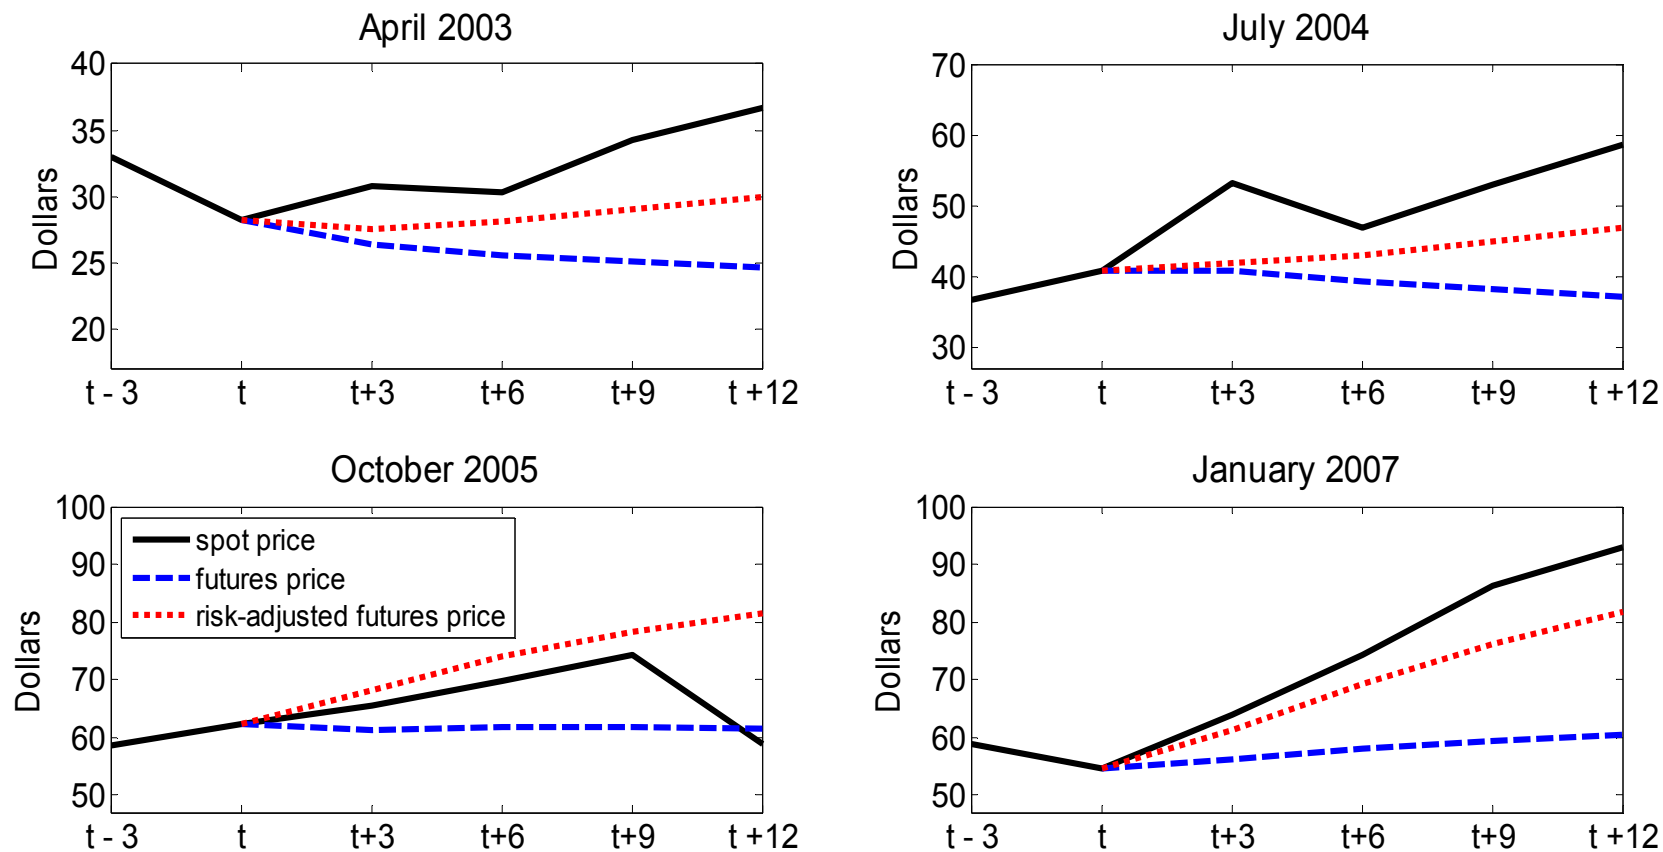 April 2003
40
35
30
25
20
Dollars
t - 3 t t+3 t+6 t+9 t +12
July 2004
70
60
50
40
30
Dollars
t - 3 t t+3 t+6 t+9 t +12
October 2005
100
90
80
70
60
50
Dollars
spot price
futures price
risk-adjusted futures price
t - 3 t t+3 t+6 t+9 t +12
January 2007
100
90
80
70
60
50
Dollars
t - 3 t t+3 t+6 t+9 t +12